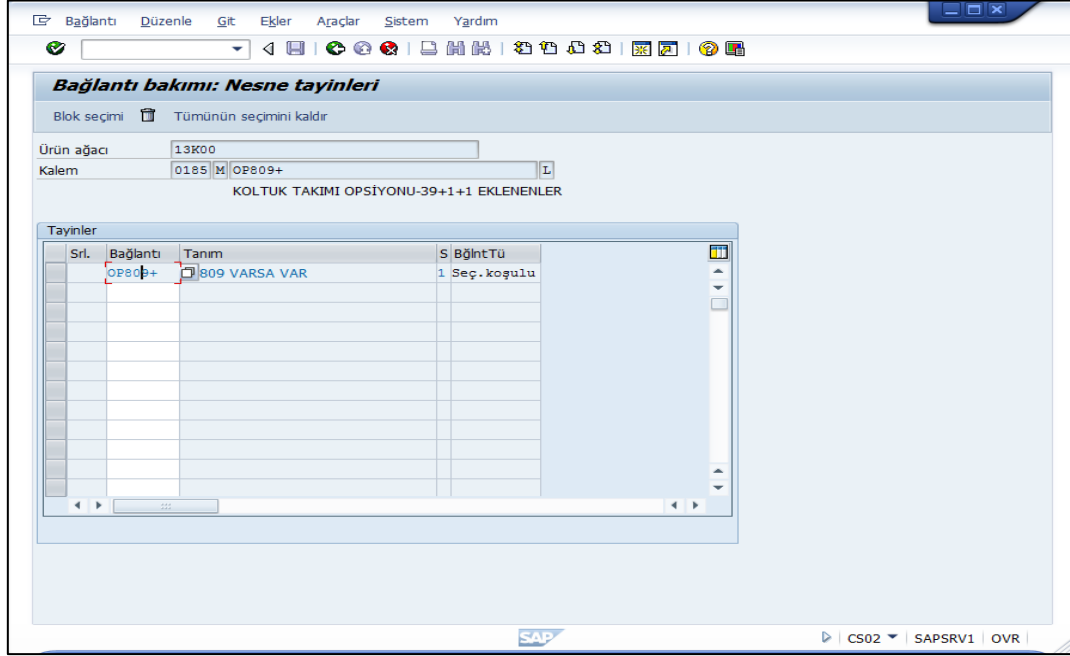 Bağlantı Düzenle Git Ekler Araçlar Sistem Yardım
Bağlantı bakımı: Nesne tayinleri
Blok seçimi Tümünün seçimini kaldır
Ürün ağacı 13K00
Kalem 0185 M OP809+ L
KOLTUK TAKIMI OPSİYONU-39+1+1 EKLENENLER
Tayinler
Srl. Bağlantı Tanım S BğlntTü
OP809+ 809 VARSA VAR 1 Seç.koşulu
SAP CS02 SAPSRV1 OVR